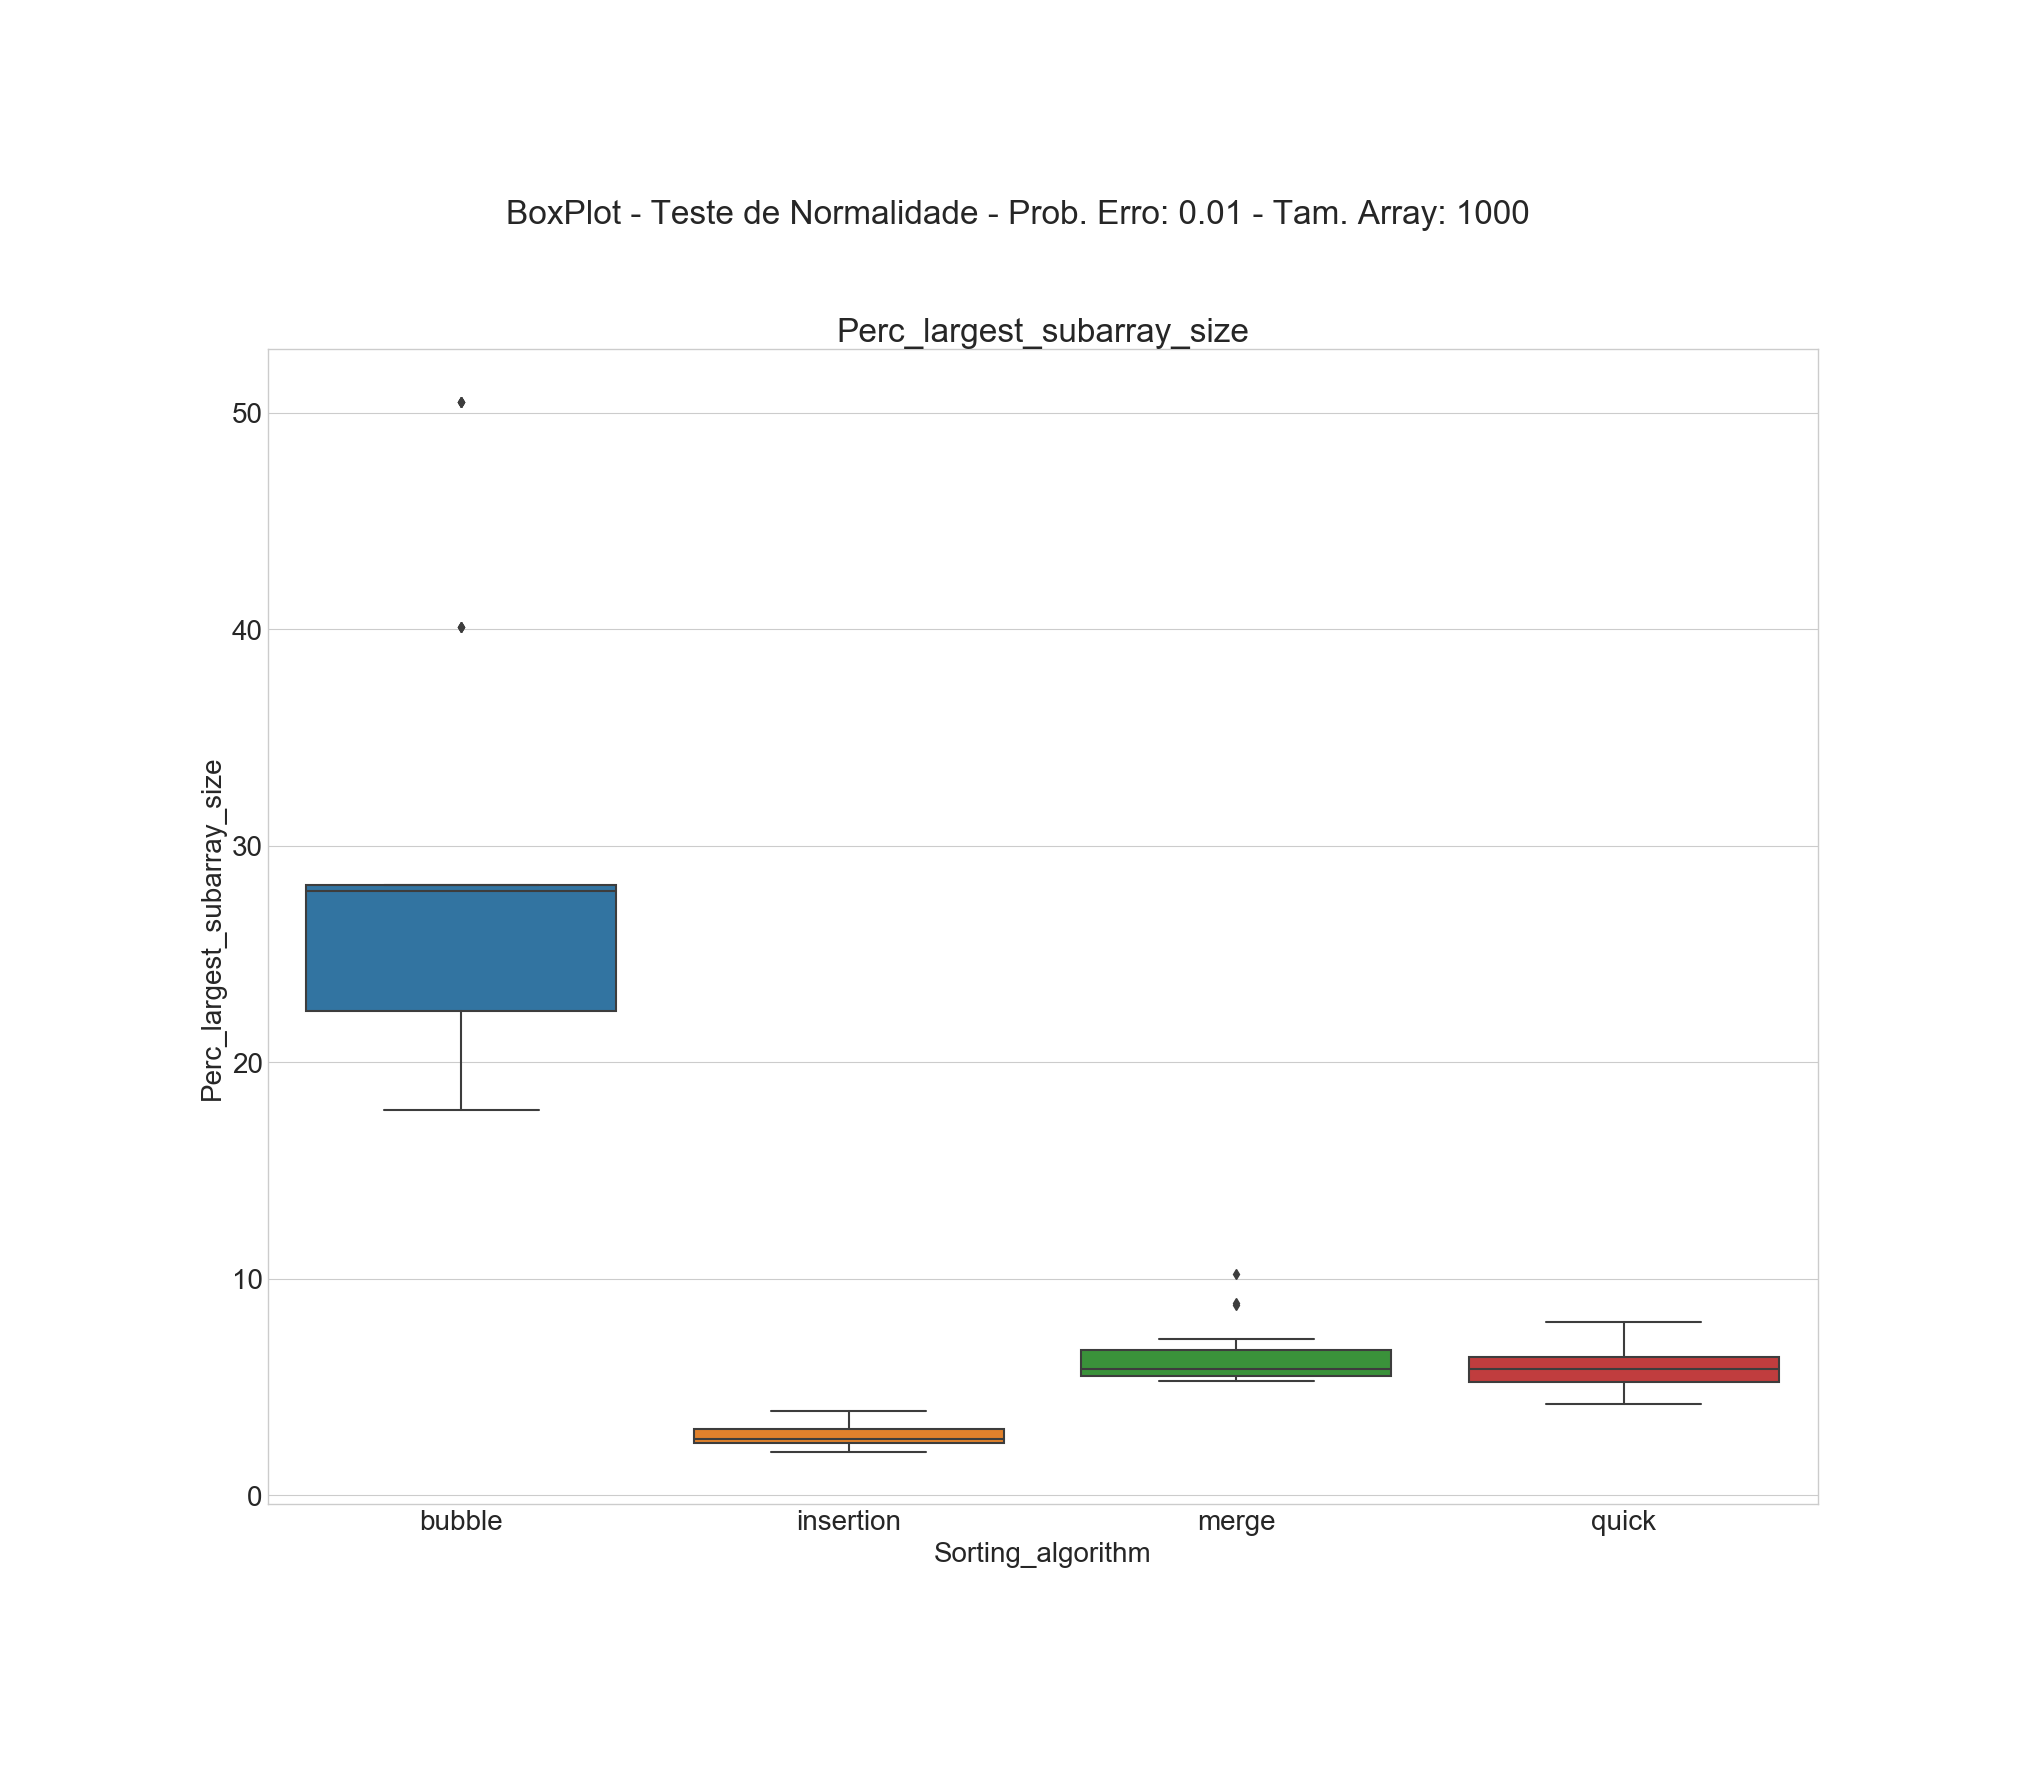 BoxPlot - Teste de Normalidade - Prob. Erro: 0.01 - Tam. Array: 1000
Perc_largest_subarray_size
Perc_largest_subarray_size
50
40
30
20
10
0
bubble insertion merge quick
Sorting_algorithm